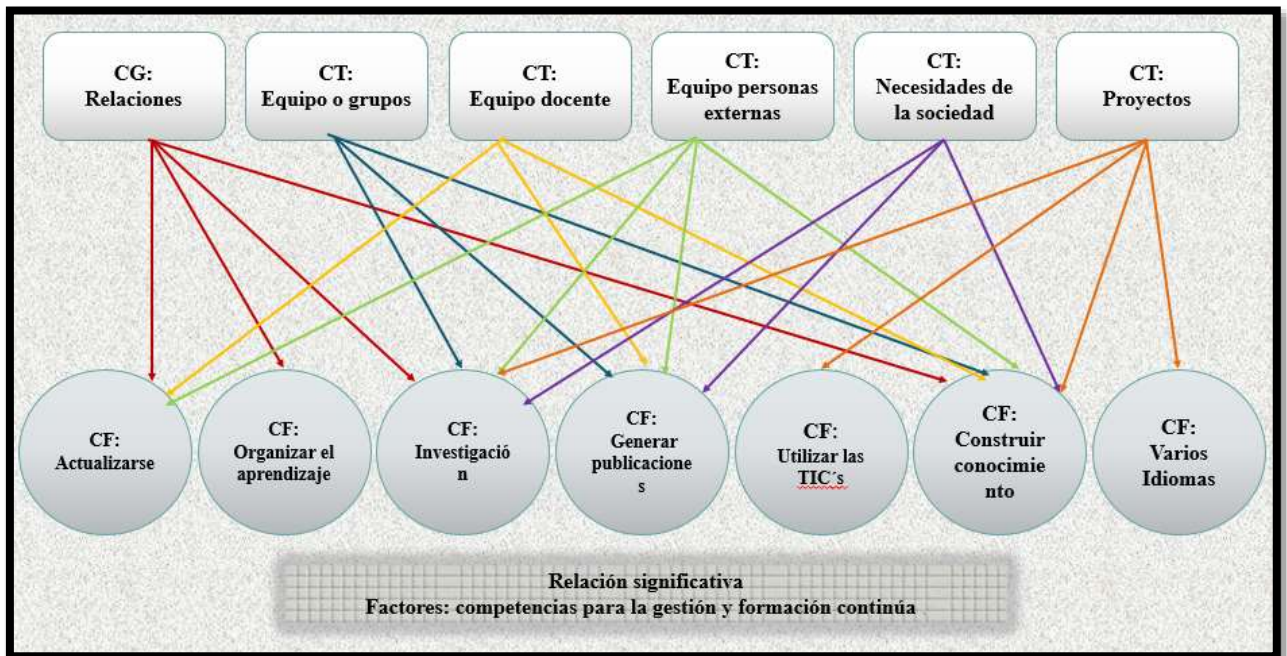 CG:
Relaciones
CT:
Equipo o grupos
CT:
Equipo docente
CT:
Equipo personas
externas
CT:
Necesidades de
la sociedad
CT:
Proyectos
CF:
Actualizarse
CF:
Organizar el
aprendizaje
CF:
Investigació
n
CF:
Generar
publicacione
s
CF:
Utilizar las
TIC´s
CF:
Construir
conocimie
nto
CF:
Varios
Idiomas
Relación significativa
Factores: competencias para la gestión y formación continúa